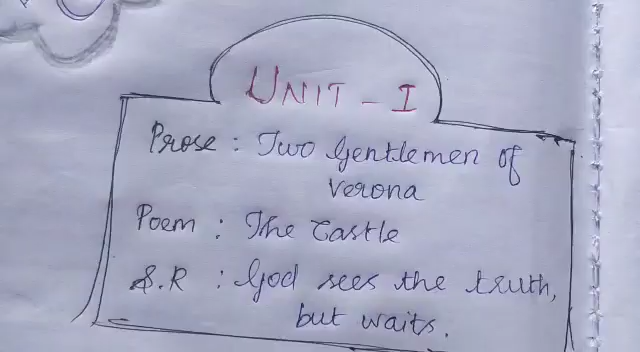 UNIT - I
Prose : Two Gentlemen of
Verona
Poem : The Castle
S.R : God sees the truth,
but waits.